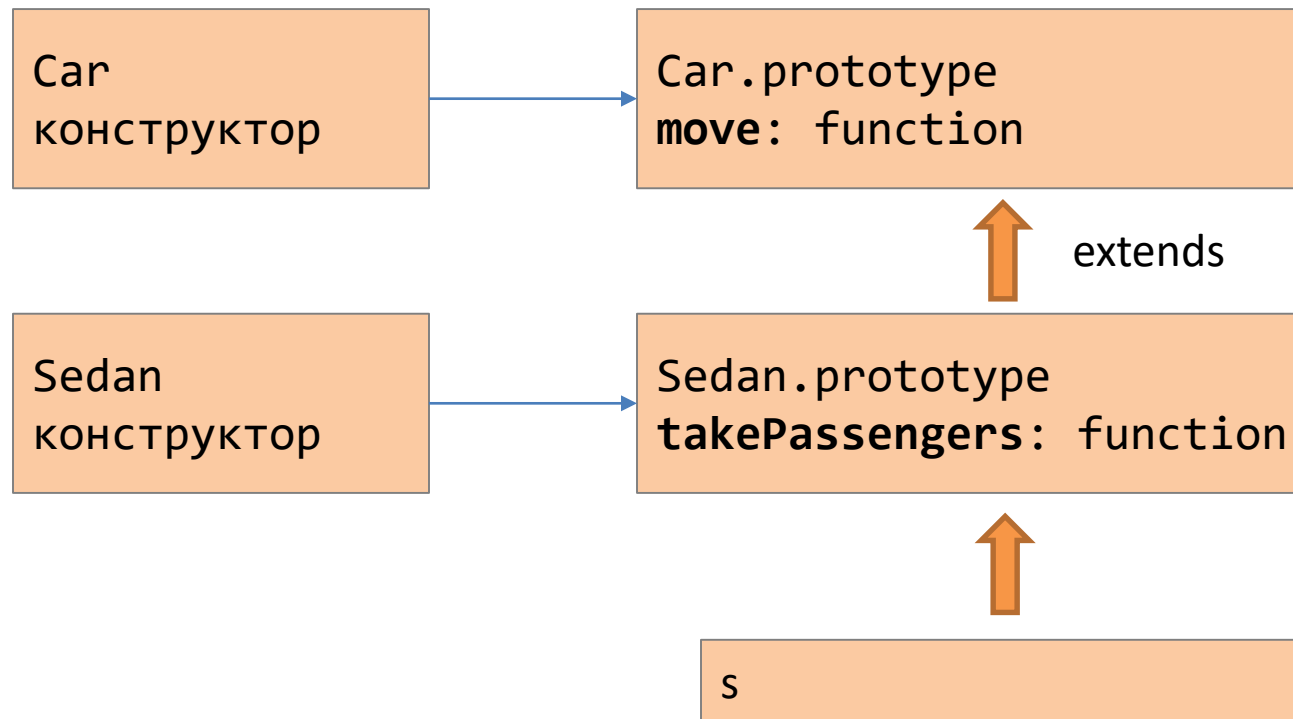 Car
конструктор
Car.prototype
move: function
extends
Sedan
конструктор
Sedan.prototype
takePassengers: function
s